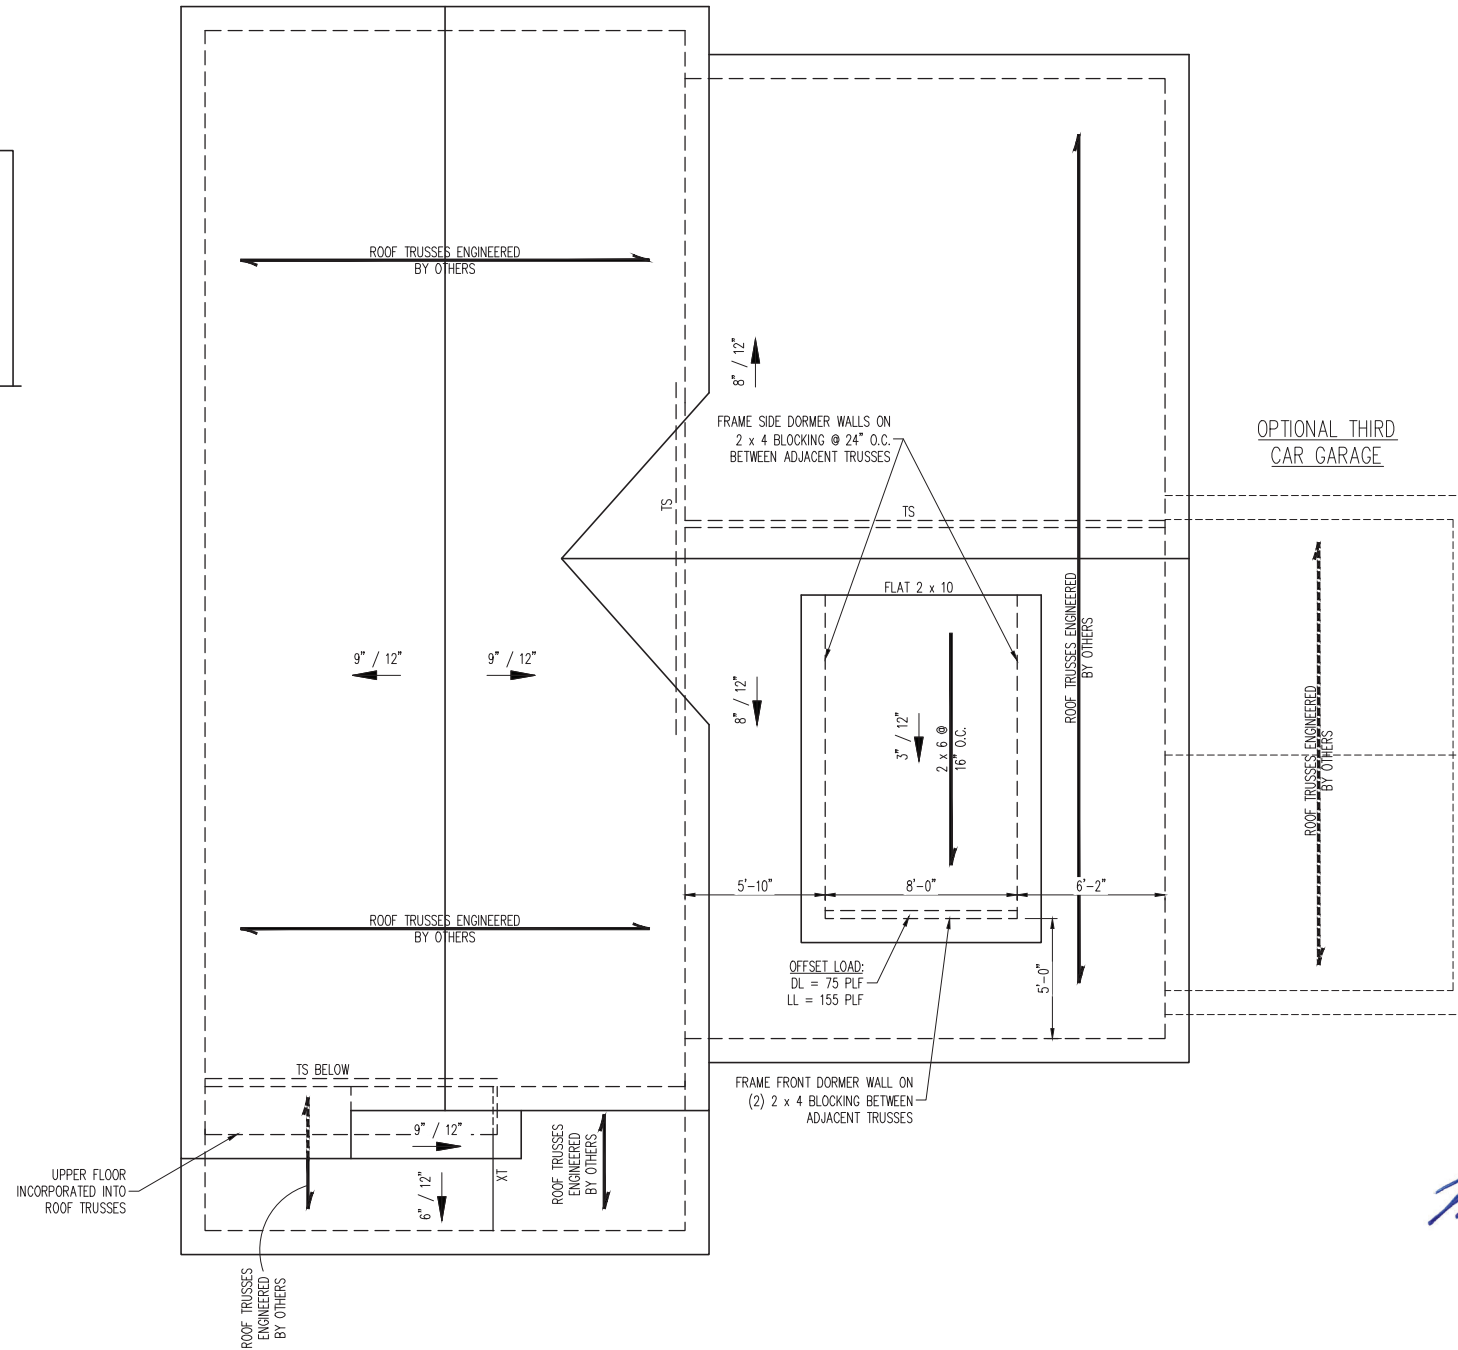 ROOF TRUSSES ENGINEERED
BY OTHERS
8" / 12"
FRAME SIDE DORMER WALLS ON
2 x 4 BLOCKING @ 24" O.C.
BETWEEN ADJACENT TRUSSES
OPTIONAL THIRD
CAR GARAGE
TS
TS
FLAT 2 x 10
ROOF TRUSSES ENGINEERED
BY OTHERS
9" / 12"
9" / 12"
8" / 12"
3" / 12"
2 x 6 @
16" O.C.
ROOF TRUSSES ENGINEERED
BY OTHERS
5'-10"
8'-0"
6'-2"
ROOF TRUSSES ENGINEERED
BY OTHERS
OFFSET LOAD:
DL = 75 PLF
LL = 155 PLF
5'-0"
TS BELOW
FRAME FRONT DORMER WALL ON
(2) 2 x 4 BLOCKING BETWEEN
ADJACENT TRUSSES
9" / 12"
ROOF TRUSSES
ENGINEERED
BY OTHERS
XT
6" / 12"
UPPER FLOOR
INCORPORATED INTO
ROOF TRUSSES
ROOF TRUSSES
ENGINEERED
BY OTHERS